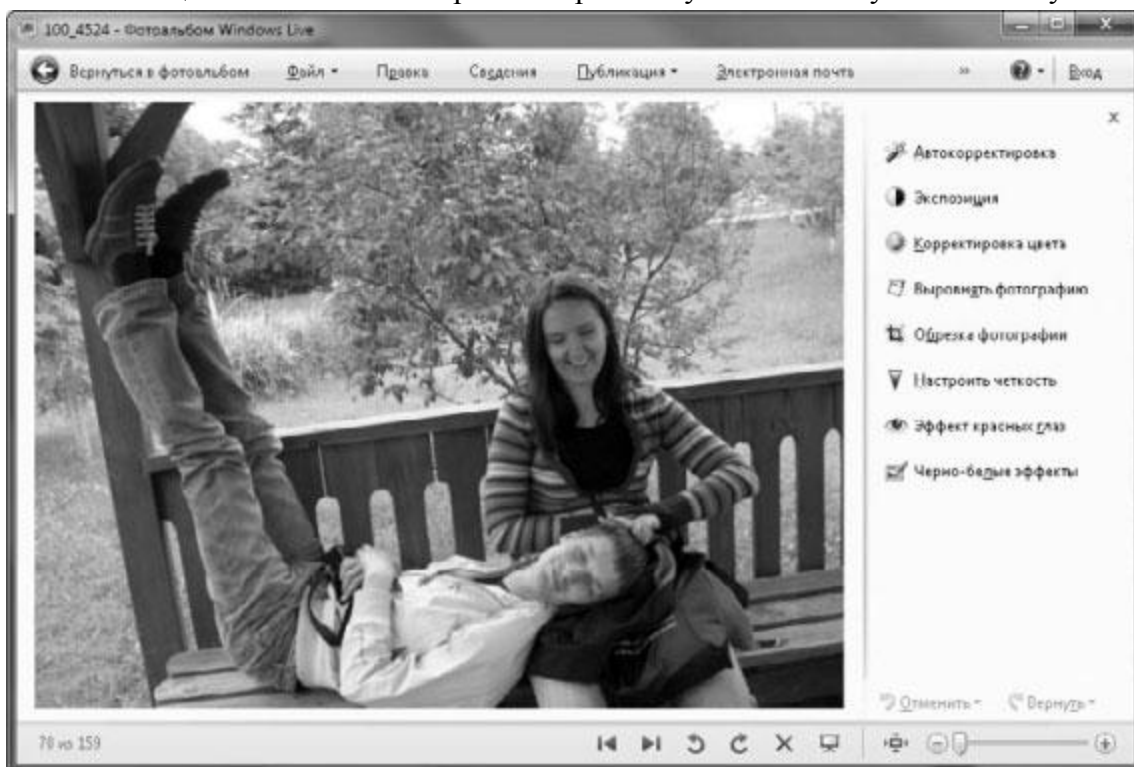 100_4524 - Фотоальбом Windows Live
Вернуться в фотоальбом Файл Правка Сведения Публикация Электронная почта » Вход
Автокорректировка
Экспозиция
Корректировка цвета
Выровнять фотографию
Обрезка фотографии
Настроить четкость
Эффект красных глаз
Черно-белые эффекты
Отменить Вернуть
78 из 159